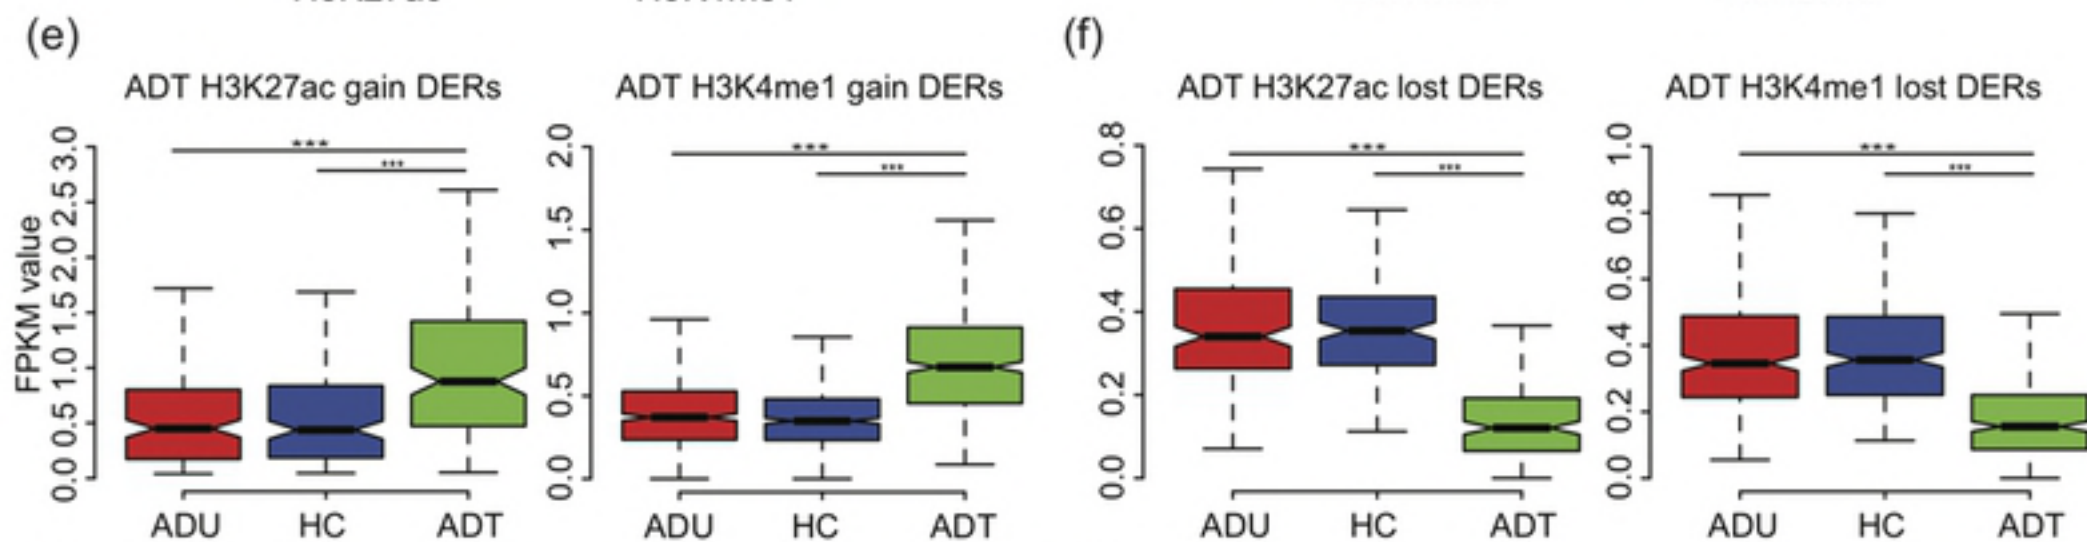 (e)
(f)
ADT H3K27ac gain DERs
ADT H3K4me1 gain DERs
ADT H3K27ac lost DERs
ADT H3K4me1 lost DERs
FPKM value
0.0 0.5 1.0 1.5 2.0 2.5 3.0
*** ***
ADU HC ADT
0.0 0.5 1.0 1.5 2.0
*** ***
ADU HC ADT
0.0 0.2 0.4 0.6 0.8
*** ***
ADU HC ADT
0.0 0.2 0.4 0.6 0.8 1.0
*** ***
ADU HC ADT